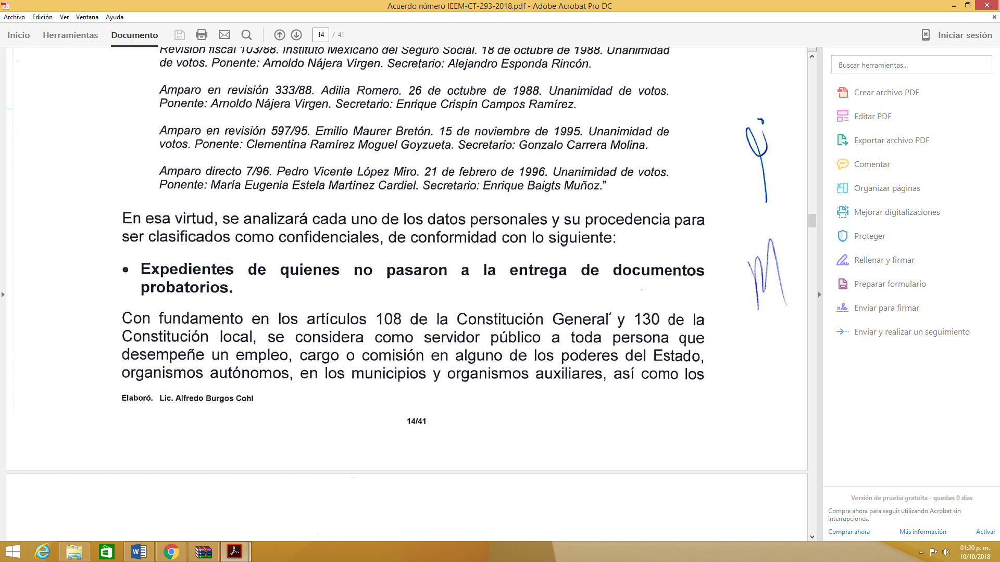 Acuerdo número IEEM-CT-293-2018.pdf - Adobe Acrobat Pro DC
Archivo Edición Ver Ventana Ayuda
Inicio Herramientas Documento 14 / 41 Iniciar sesión
Revisión fiscal 103/88. Instituto Mexicano del Seguro Social. 18 de octubre de 1988. Unanimidad
de votos. Ponente: Arnoldo Nájera Virgen. Secretario: Alejandro Esponda Rincón.
Amparo en revisión 333/88. Adilia Romero. 26 de octubre de 1988. Unanimidad de votos.
Ponente: Arnoldo Nájera Virgen. Secretario: Enrique Crispín Campos Ramírez.
Amparo en revisión 597/95. Emilio Maurer Bretón. 15 de noviembre de 1995. Unanimidad de
votos. Ponente: Clementina Ramírez Moguel Goyzueta. Secretario: Gonzalo Carrera Molina.
Amparo directo 7/96. Pedro Vicente López Miro. 21 de febrero de 1996. Unanimidad de votos.
Ponente: María Eugenia Estela Martínez Cardiel. Secretario: Enrique Baigts Muñoz."
En esa virtud, se analizará cada uno de los datos personales y su procedencia para
ser clasificados como confidenciales, de conformidad con lo siguiente:
• Expedientes de quienes no pasaron a la entrega de documentos
probatorios.
Con fundamento en los artículos 108 de la Constitución General y 130 de la
Constitución local, se considera como servidor público a toda persona que
desempeñe un empleo, cargo o comisión en alguno de los poderes del Estado,
organismos autónomos, en los municipios y organismos auxiliares, así como los
Elaboró. Lic. Alfredo Burgos Cohl
14/41
Buscar herramientas...
Crear archivo PDF
Editar PDF
Exportar archivo PDF
Comentar
Organizar páginas
Mejorar digitalizaciones
Proteger
Rellenar y firmar
Preparar formulario
Enviar para firmar
Enviar y realizar un seguimiento
Versión de prueba gratuita - quedan 0 días
Compre ahora para seguir utilizando Acrobat sin
interrupciones.
Comprar ahora Más información Activar
01:20 p. m.
10/10/2018